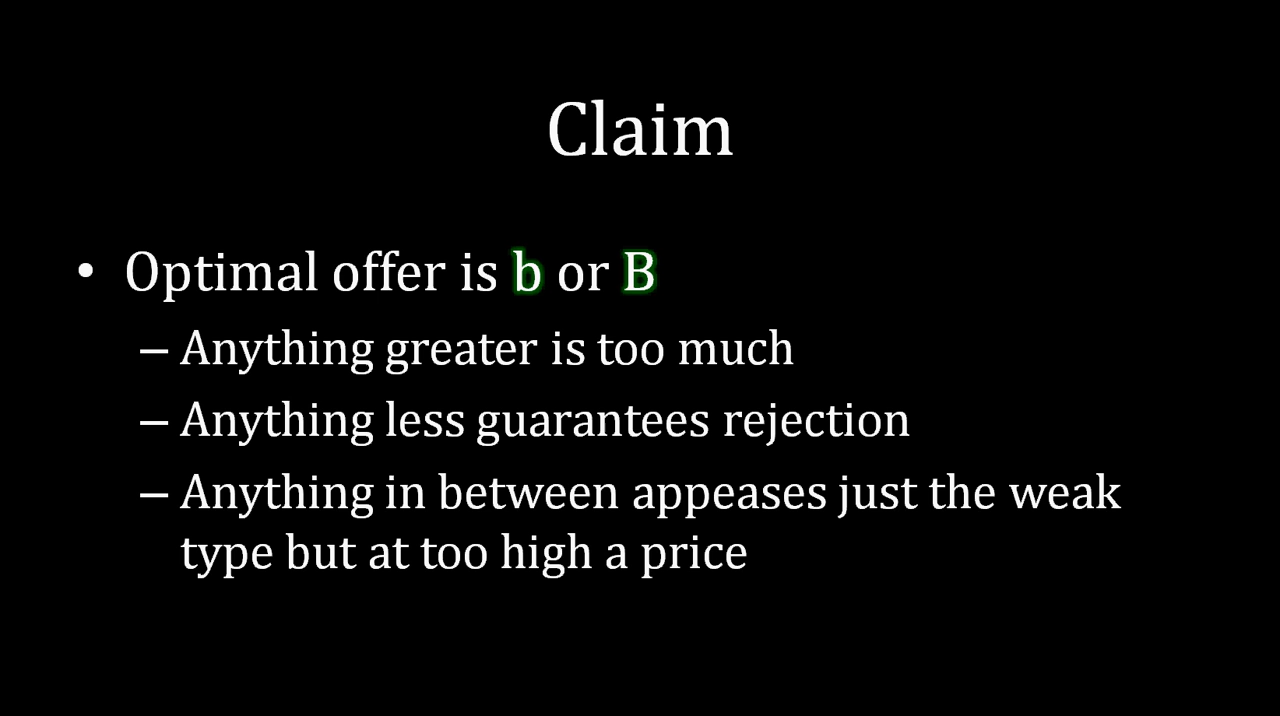 Claim
• Optimal offer is b or B
– Anything greater is too much
– Anything less guarantees rejection
– Anything in between appeases just the weak
type but at too high a price